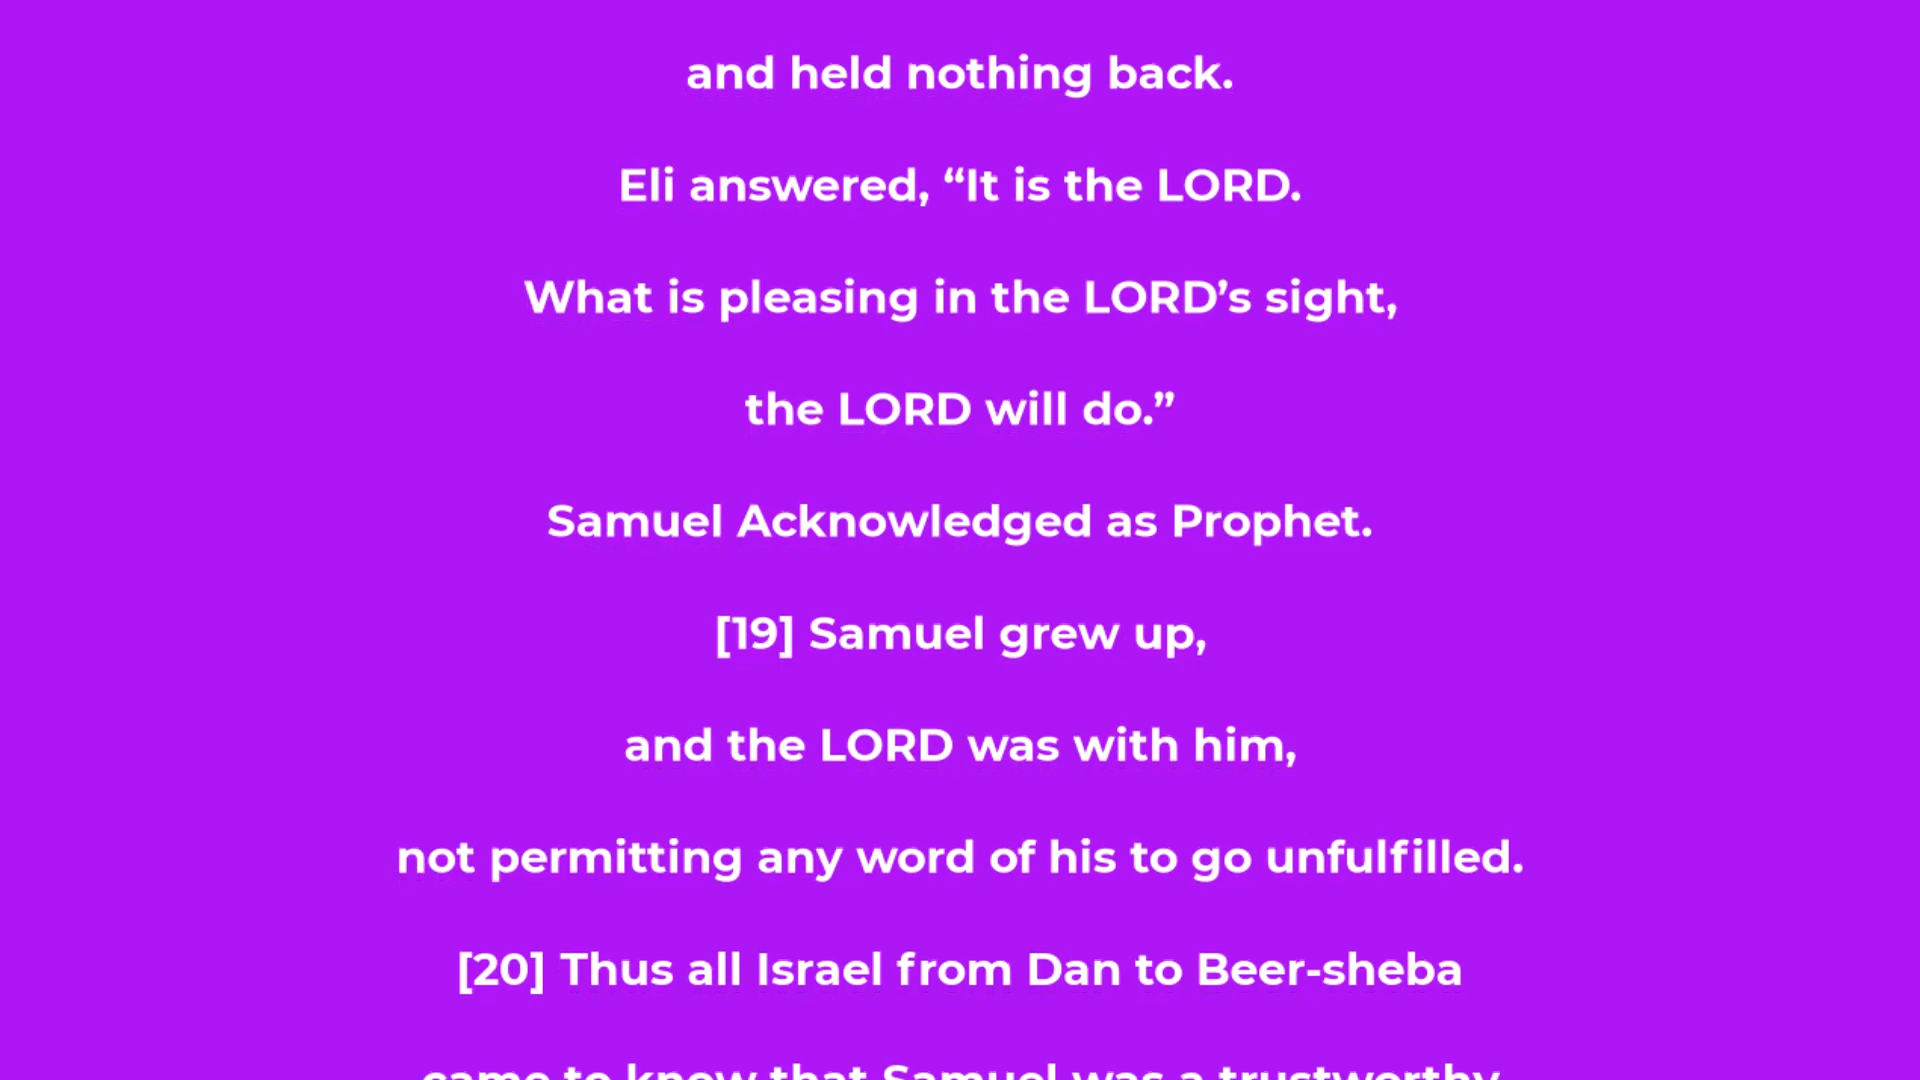 and held nothing back.
Eli answered, “It is the LORD.
What is pleasing in the LORD’s sight,
the LORD will do.”
Samuel Acknowledged as Prophet.
[19] Samuel grew up,
and the LORD was with him,
not permitting any word of his to go unfulfilled.
[20] Thus all Israel from Dan to Beer-sheba
came to know that Samuel was a trustworthy